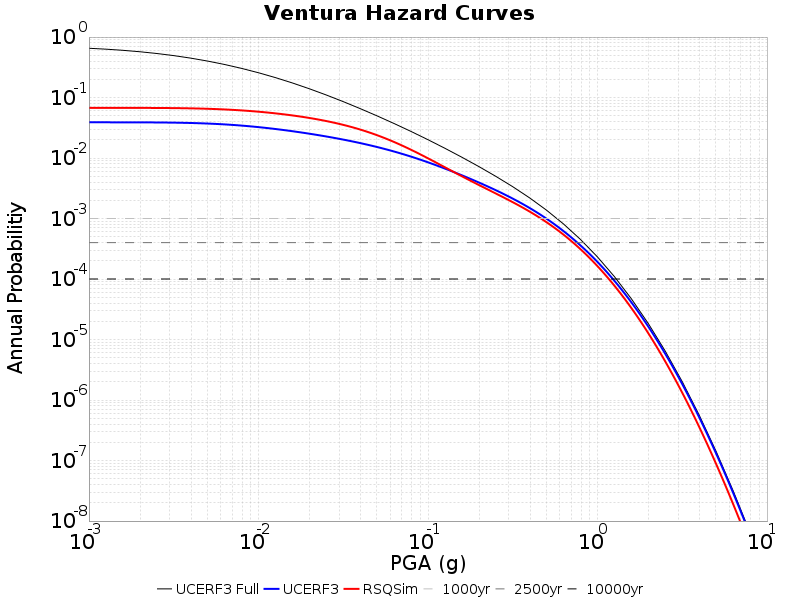 Ventura Hazard Curves
Annual Probabilitiy
10^0
10^-1
10^-2
10^-3
10^-4
10^-5
10^-6
10^-7
10^-8
10^-3 10^-2 10^-1 10^0 10^1
PGA (g)
UCERF3 Full UCERF3 RSQSim 1000yr 2500yr 10000yr